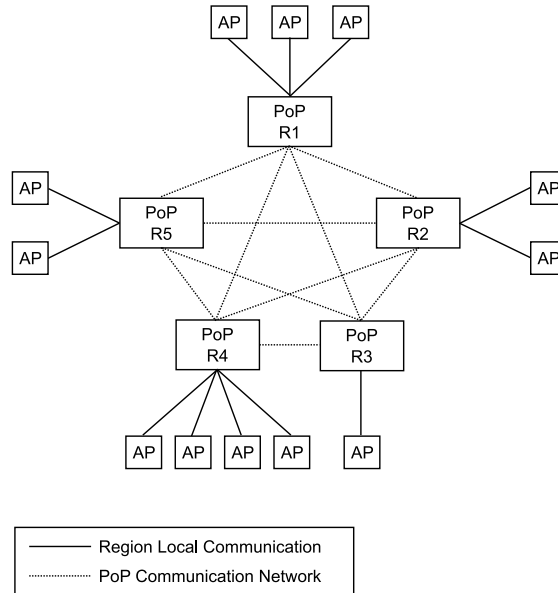 AP AP AP
PoP
R1
AP
AP
PoP
R5
PoP
R2
AP
AP
PoP
R4
PoP
R3
AP AP AP AP AP
Region Local Communication
PoP Communication Network